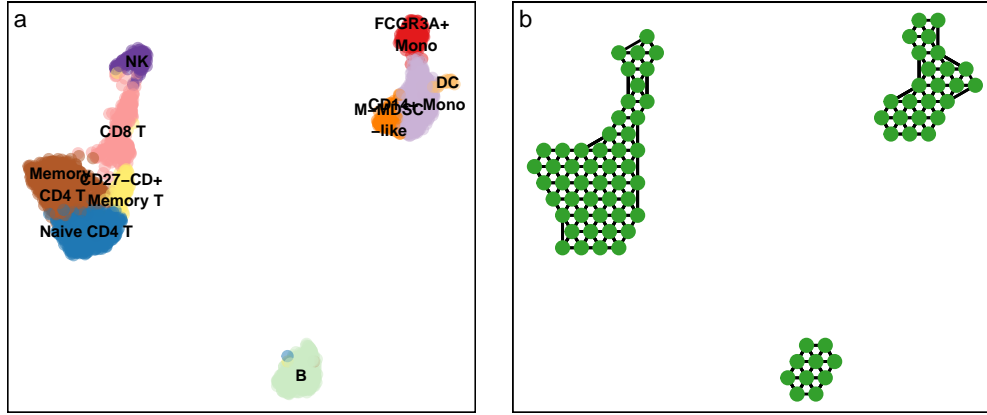 a
b
FCGR3A+
Mono
NK
DC
CD14+ Mono
M−MDSC
−like
CD8 T
Memory
CD4 T
CD27−CD+
Memory T
Naive CD4 T
B